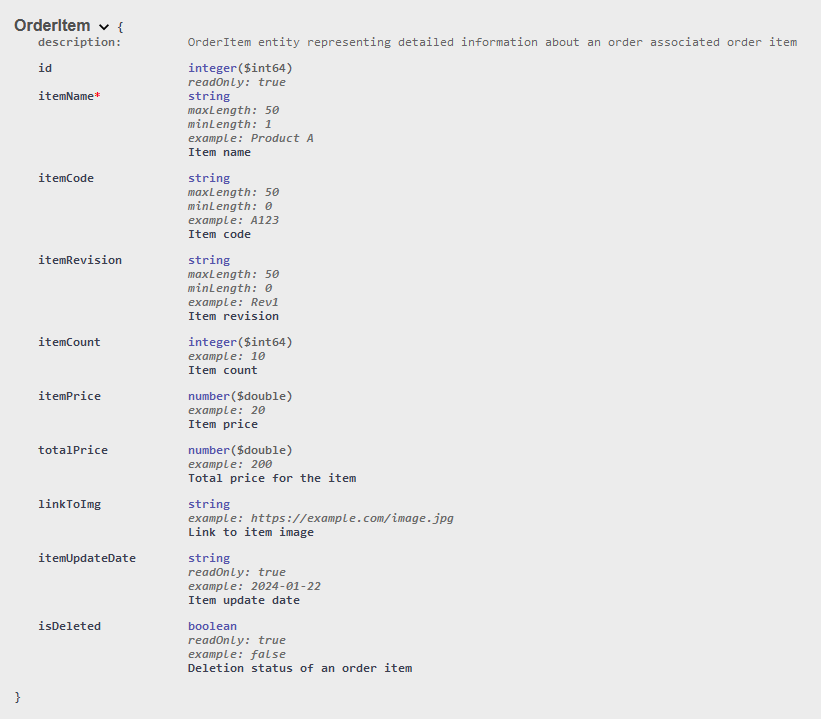 OrderItem {
description: OrderItem entity representing detailed information about an order associated order item
id integer($int64)
readOnly: true
itemName* string
maxLength: 50
minLength: 1
example: Product A
Item name
itemCode string
maxLength: 50
minLength: 0
example: A123
Item code
itemRevision string
maxLength: 50
minLength: 0
example: Rev1
Item revision
itemCount integer($int64)
example: 10
Item count
itemPrice number($double)
example: 20
Item price
totalPrice number($double)
example: 200
Total price for the item
linkToImg string
example: https://example.com/image.jpg
Link to item image
itemUpdateDate string
readOnly: true
example: 2024-01-22
Item update date
isDeleted boolean
readOnly: true
example: false
Deletion status of an order item
}